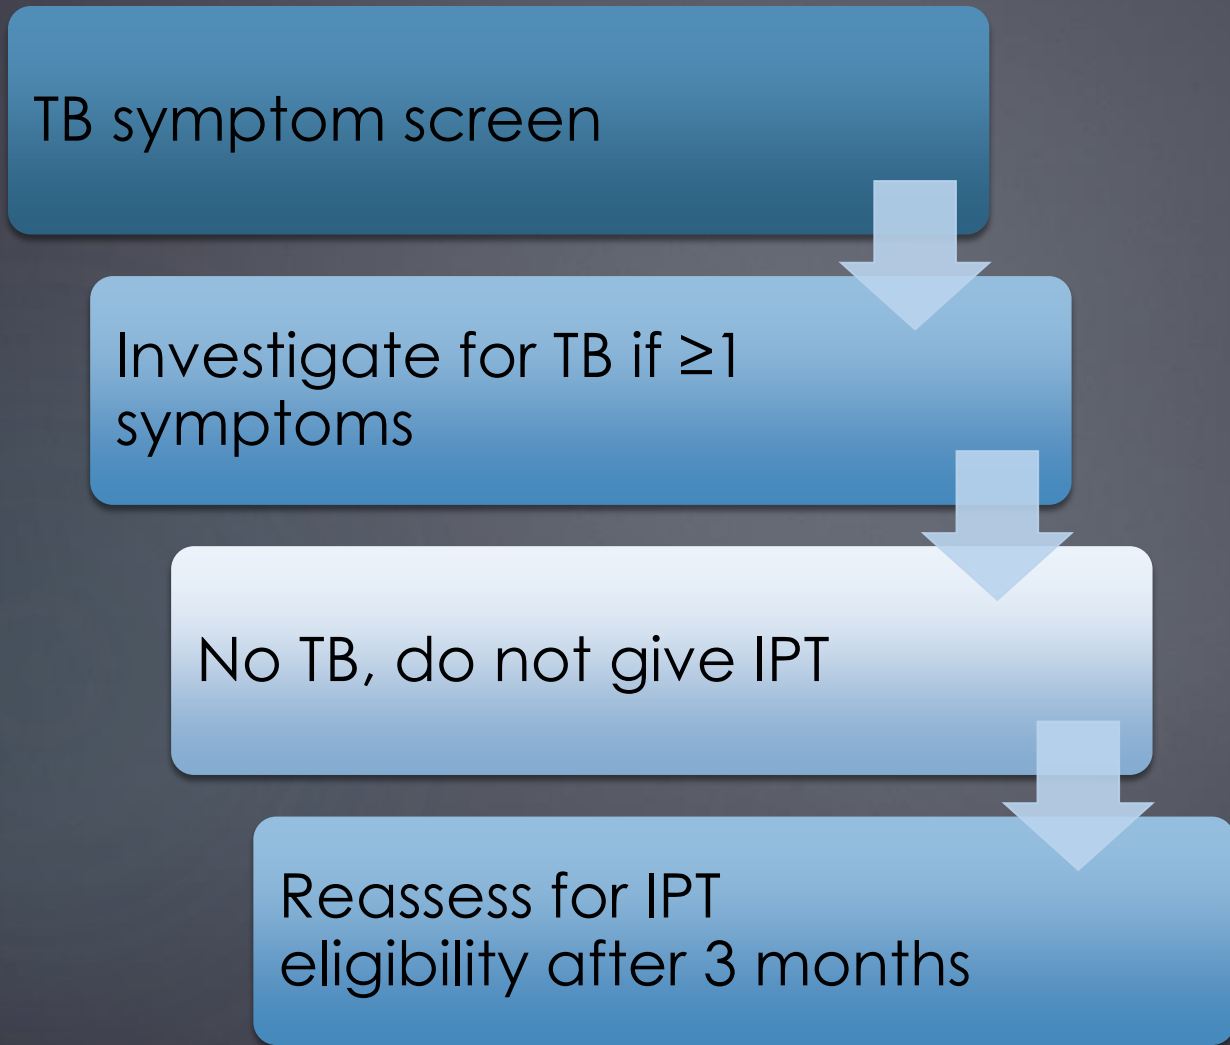 TB symptom screen
Investigate for TB if ≥1
symptoms
No TB, do not give IPT
Reassess for IPT
eligibility after 3 months